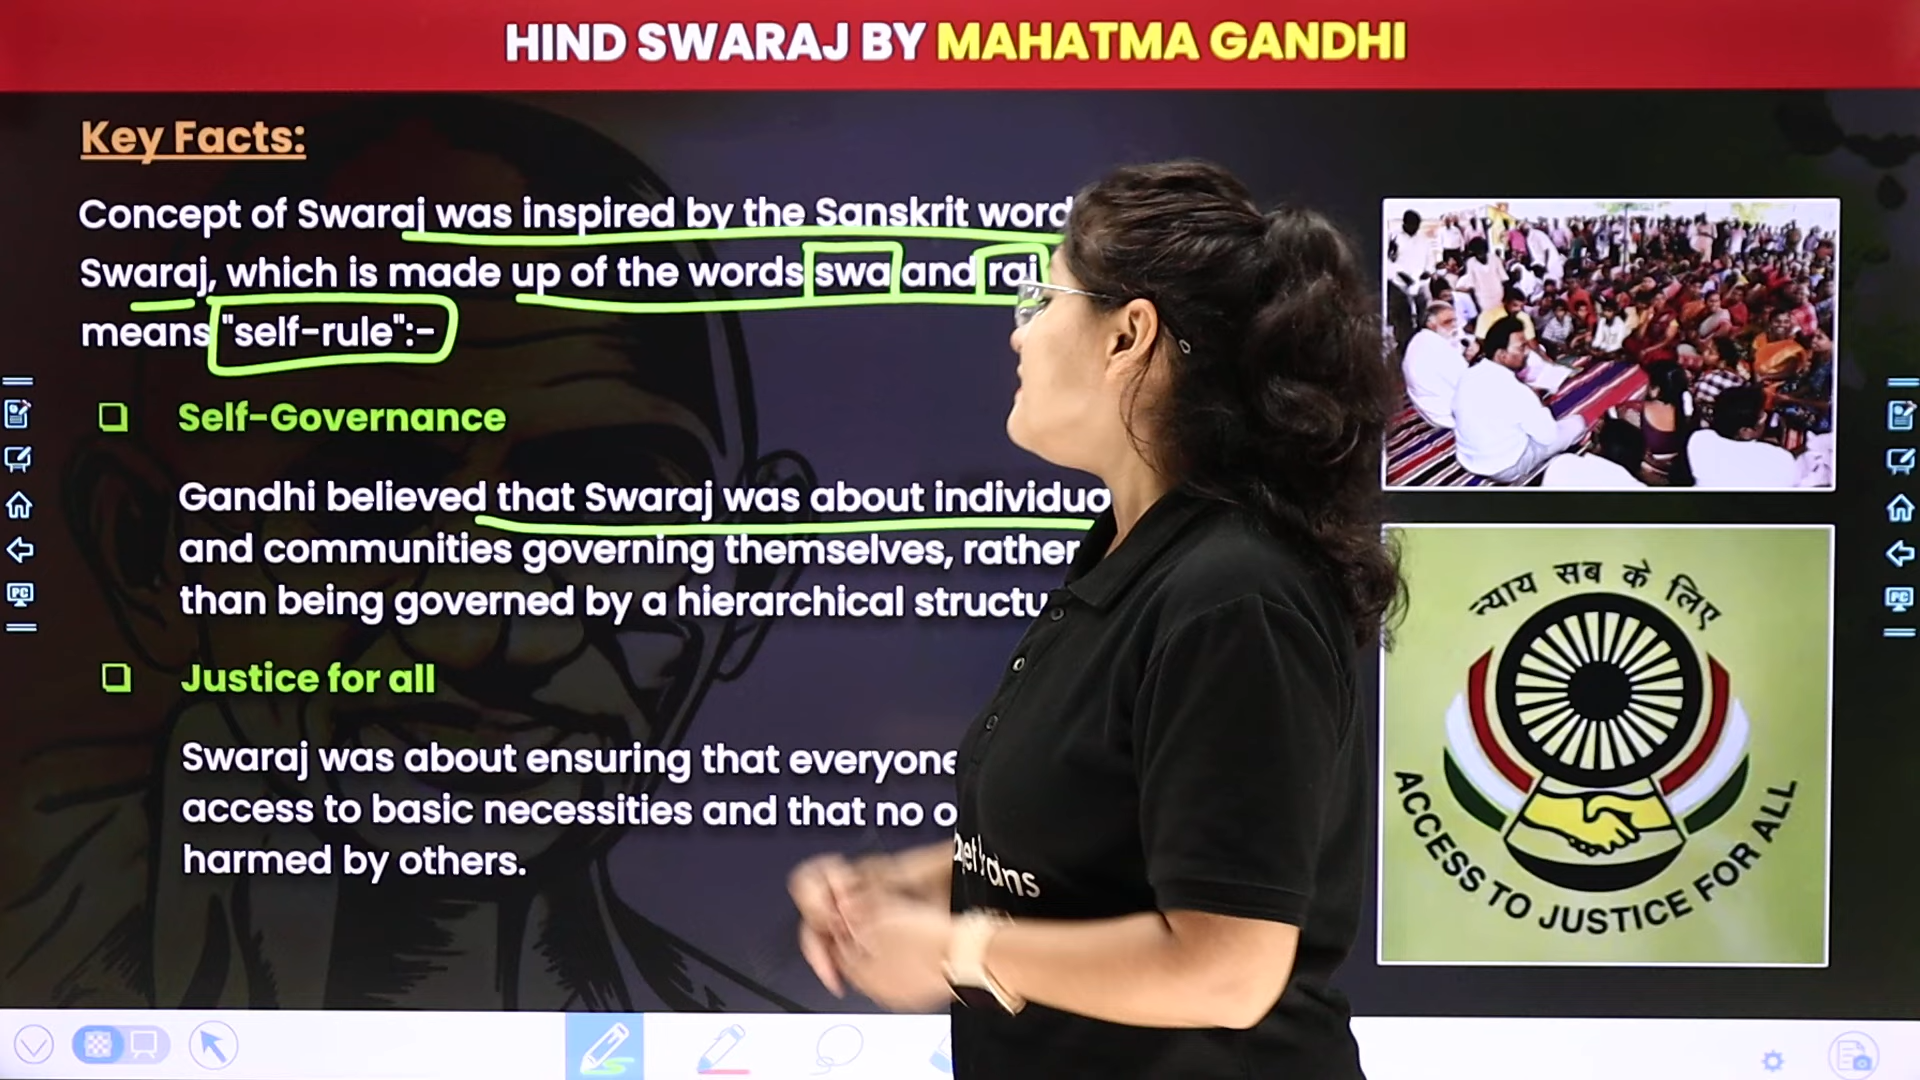 HIND SWARAJ BY MAHATMA GANDHI
Key Facts:
Concept of Swaraj was inspired by the Sanskrit word
Swaraj, which is made up of the words swa and raj
means "self-rule":-
Self-Governance
Gandhi believed that Swaraj was about
and communities governing themselves, rather
than being governed by a hierarchical
Justice for all
Swaraj was about ensuring that everyone
access to basic necessities and that no
harmed by others.
न्याय सब के लिए
ACCESS TO JUSTICE FOR ALL
PC
PC